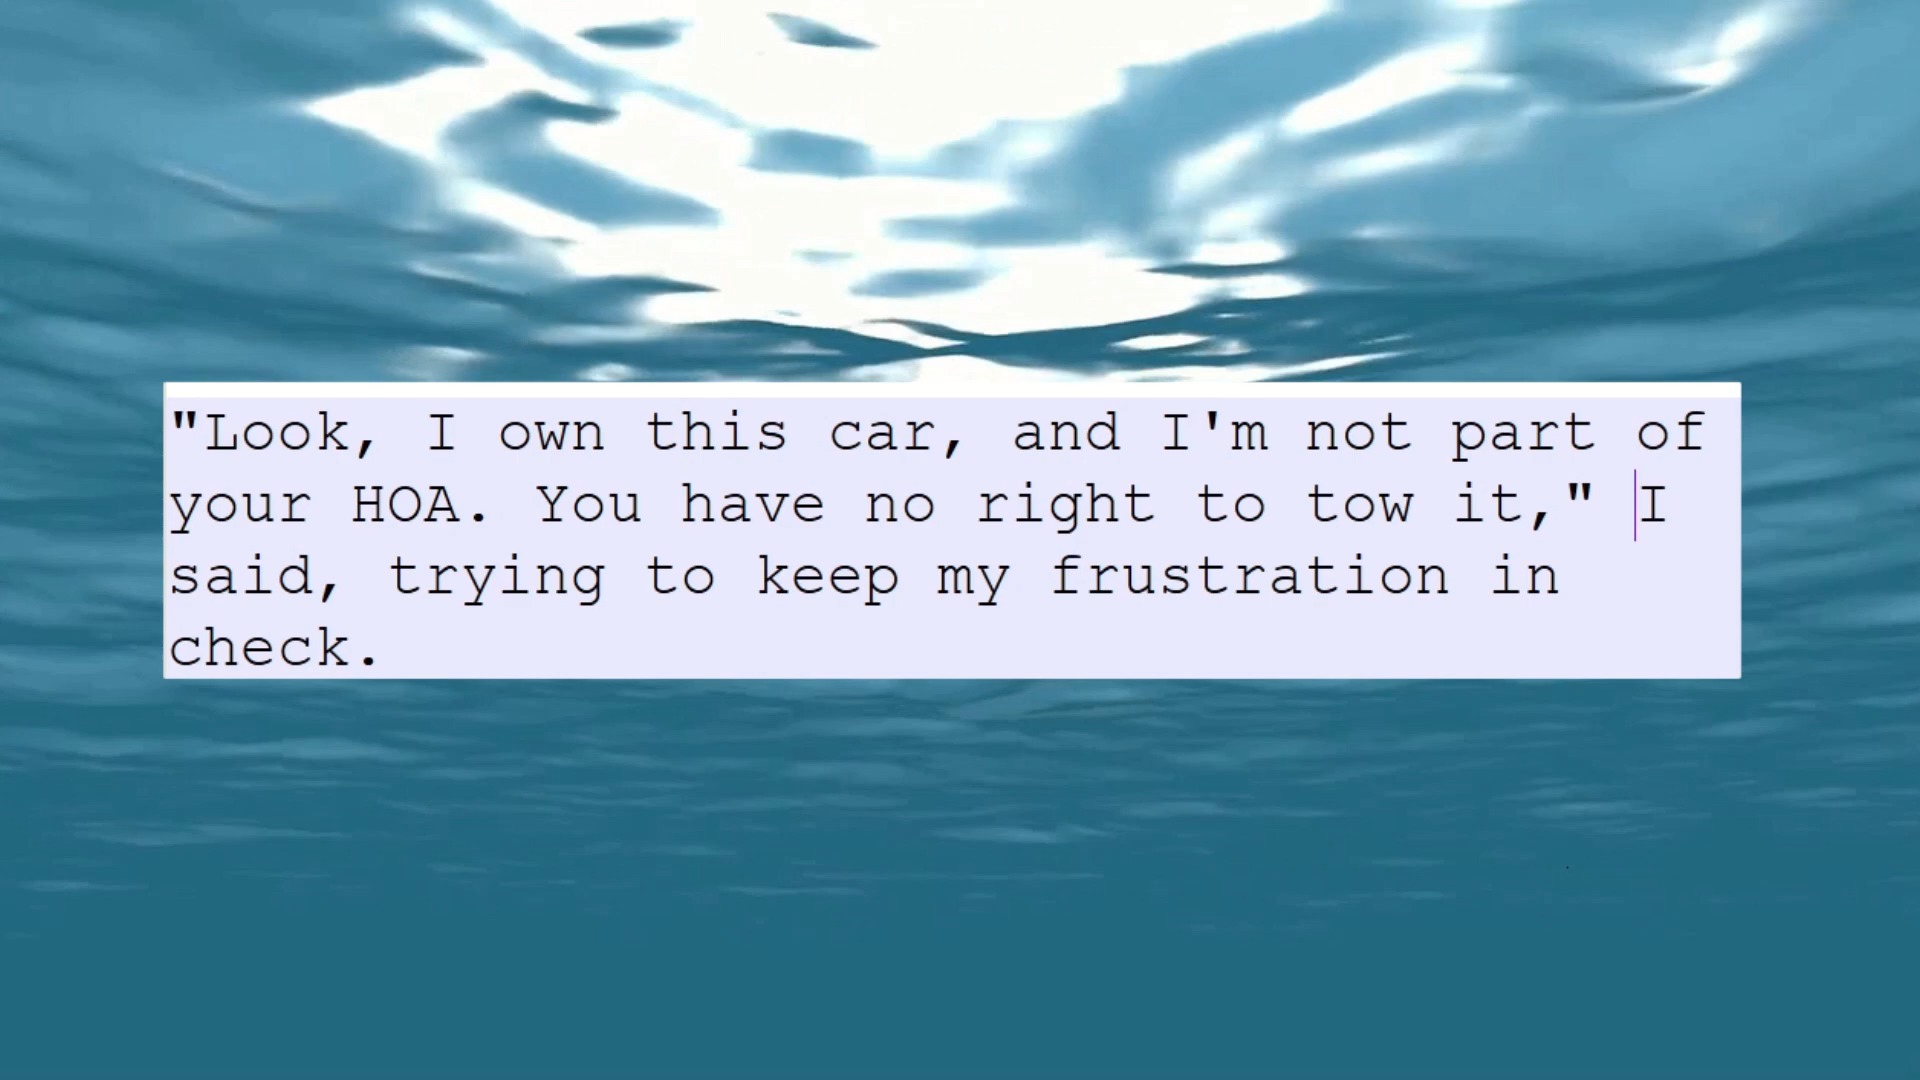 "Look, I own this car, and I'm not part of
your HOA. You have no right to tow it," I
said, trying to keep my frustration in
check.